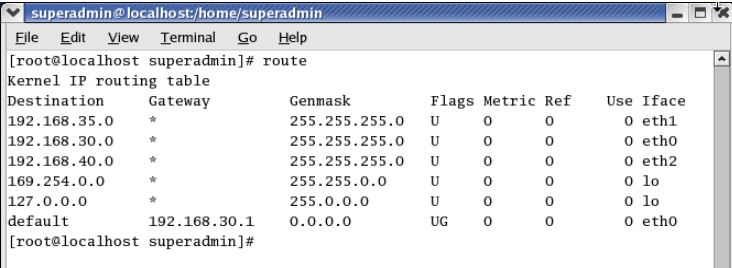 superadmin@localhost:/home/superadmin
File Edit View Terminal Go Help
[root@localhost superadmin]# route
Kernel IP routing table
Destination Gateway Genmask Flags Metric Ref Use Iface
192.168.35.0 * 255.255.255.0 U 0 0 0 eth1
192.168.30.0 * 255.255.255.0 U 0 0 0 eth0
192.168.40.0 * 255.255.255.0 U 0 0 0 eth2
169.254.0.0 * 255.255.0.0 U 0 0 0 lo
127.0.0.0 * 255.0.0.0 U 0 0 0 lo
default 192.168.30.1 0.0.0.0 UG 0 0 0 eth0
[root@localhost superadmin]#